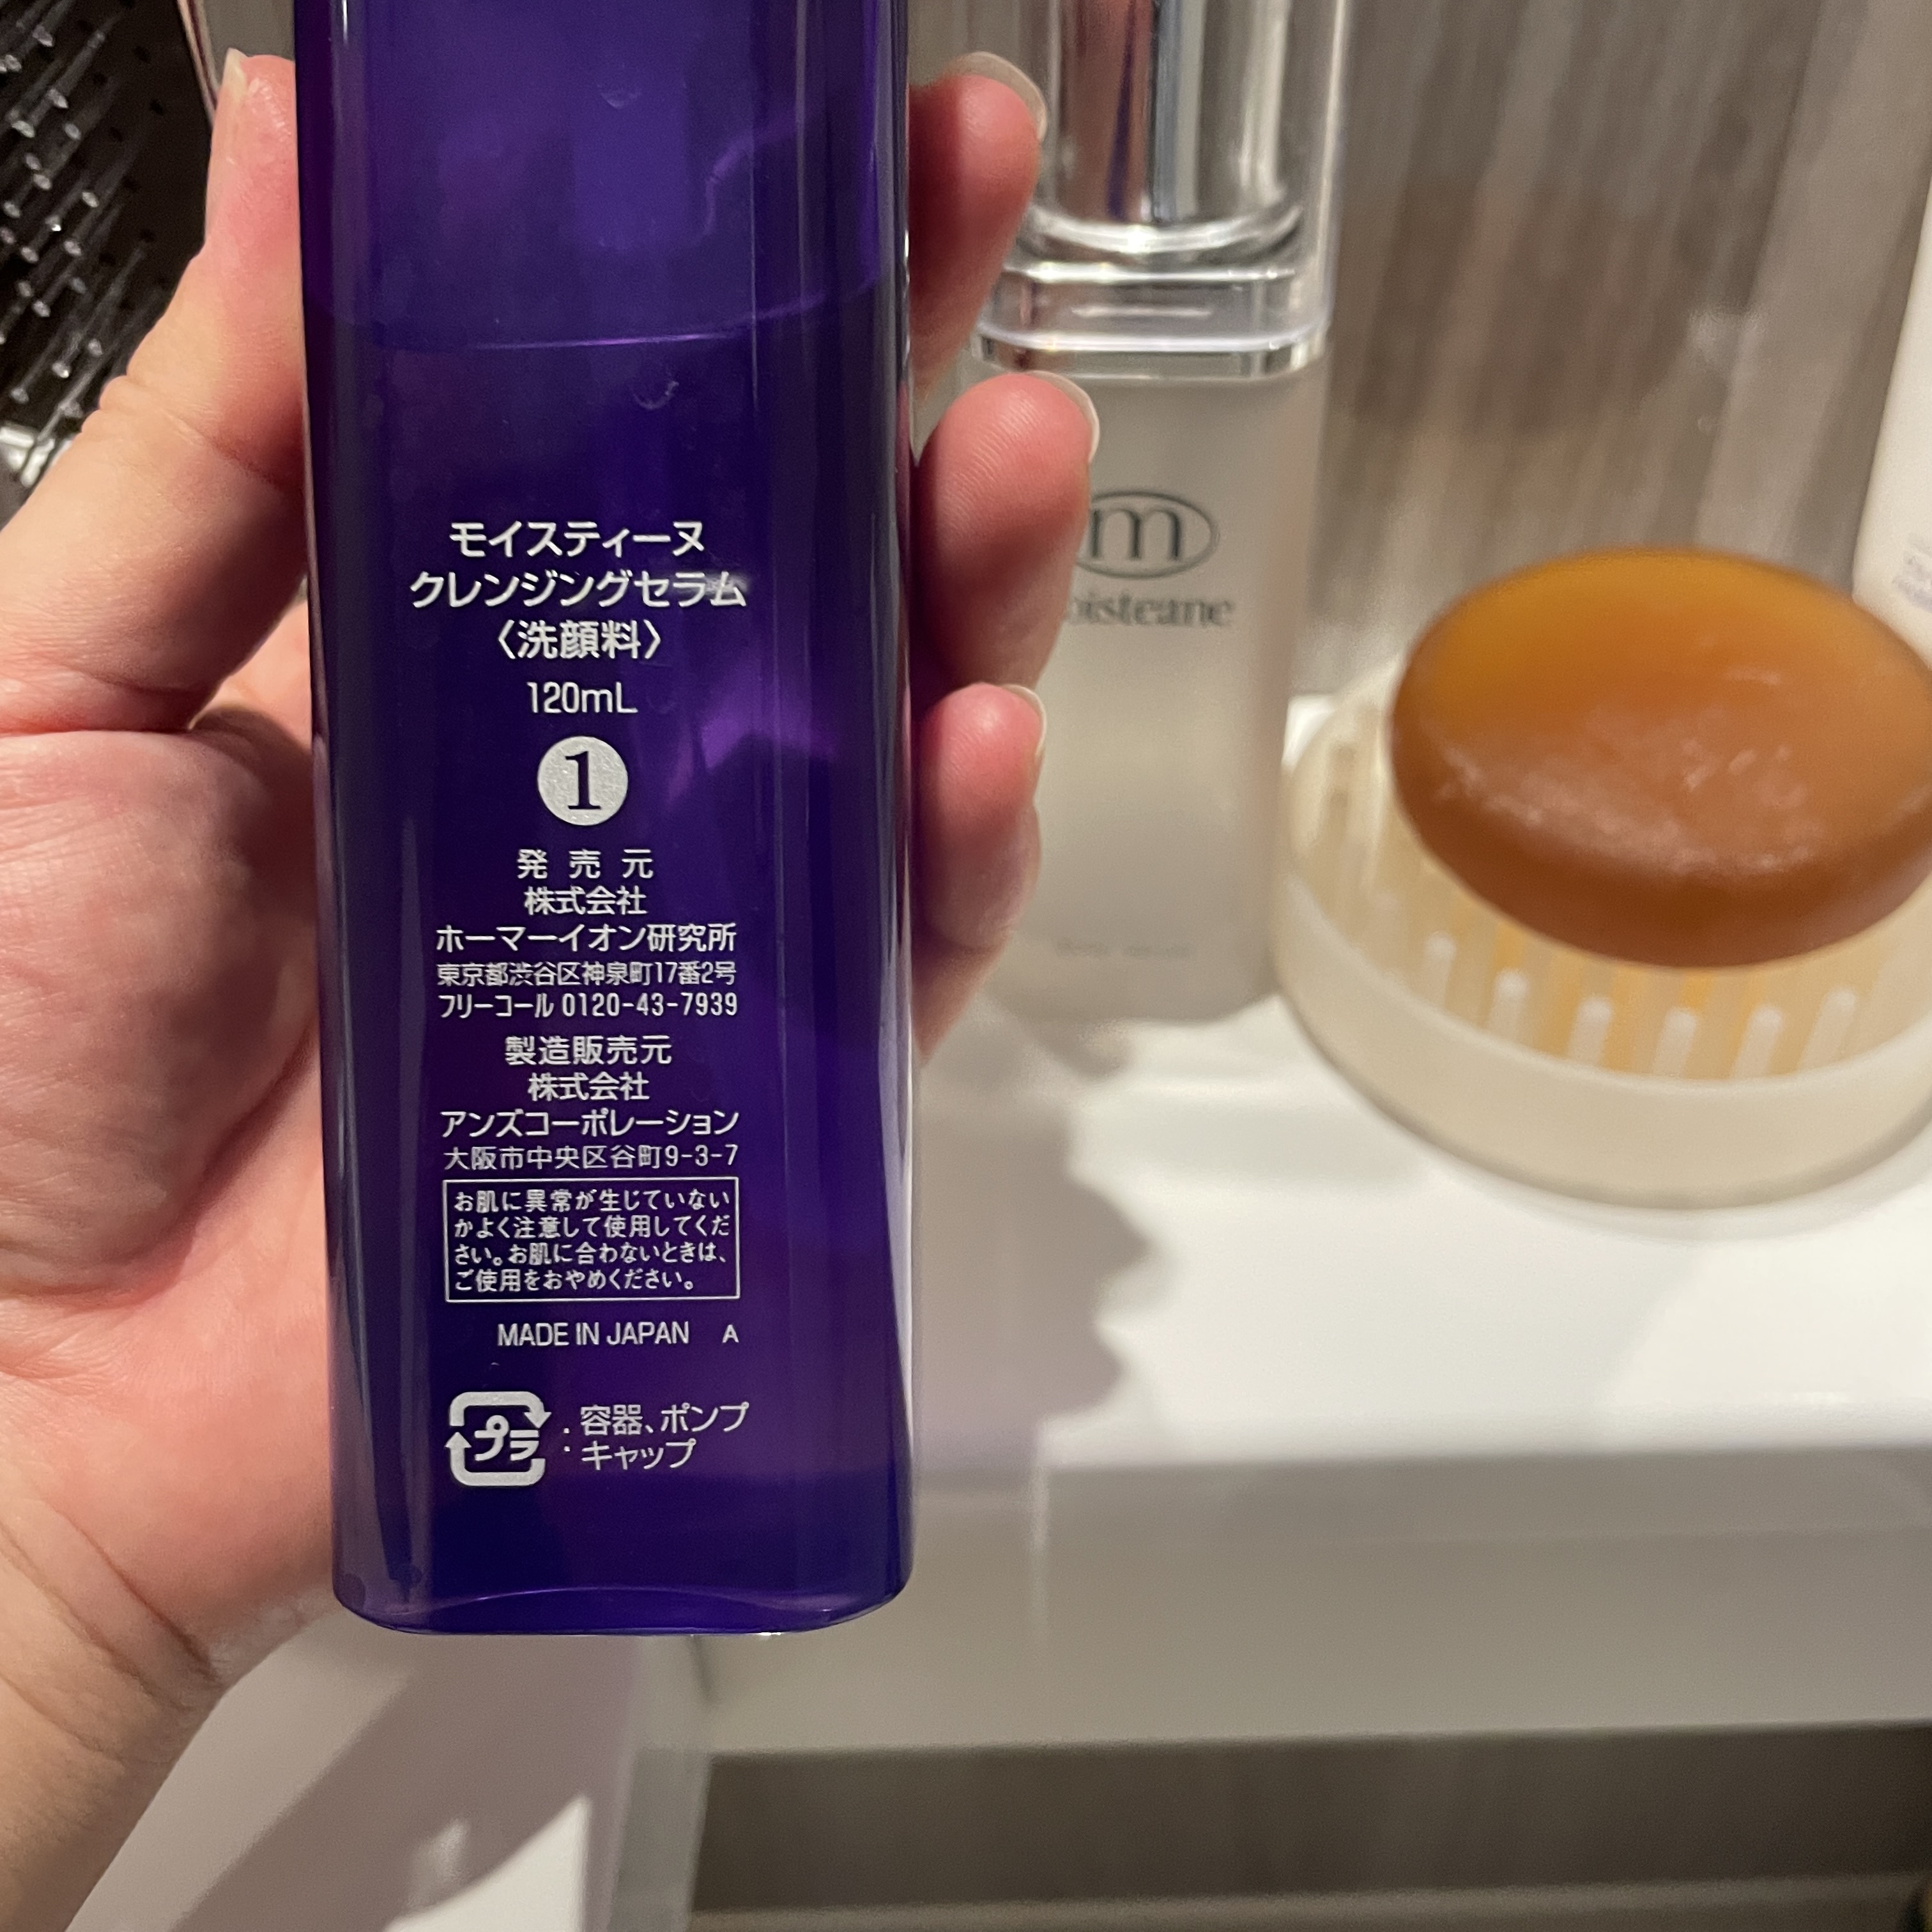 モイスティーヌ
クレンジングセラム
〈洗顔料〉
120mL
1
発売元
株式会社
ホーマーイオン研究所
東京都渋谷区神泉町17番2号
フリーコール 0120-43-7939
製造販売元
株式会社
アンズコーポレーション
大阪市中央区谷町9-3-7
お肌に異常が生じていない
かよく注意して使用してくだ
さい。お肌に合わないときは、
ご使用をおやめください。
MADE IN JAPAN A
プラ : 容器、ポンプ
: キャップ
m
oisteane